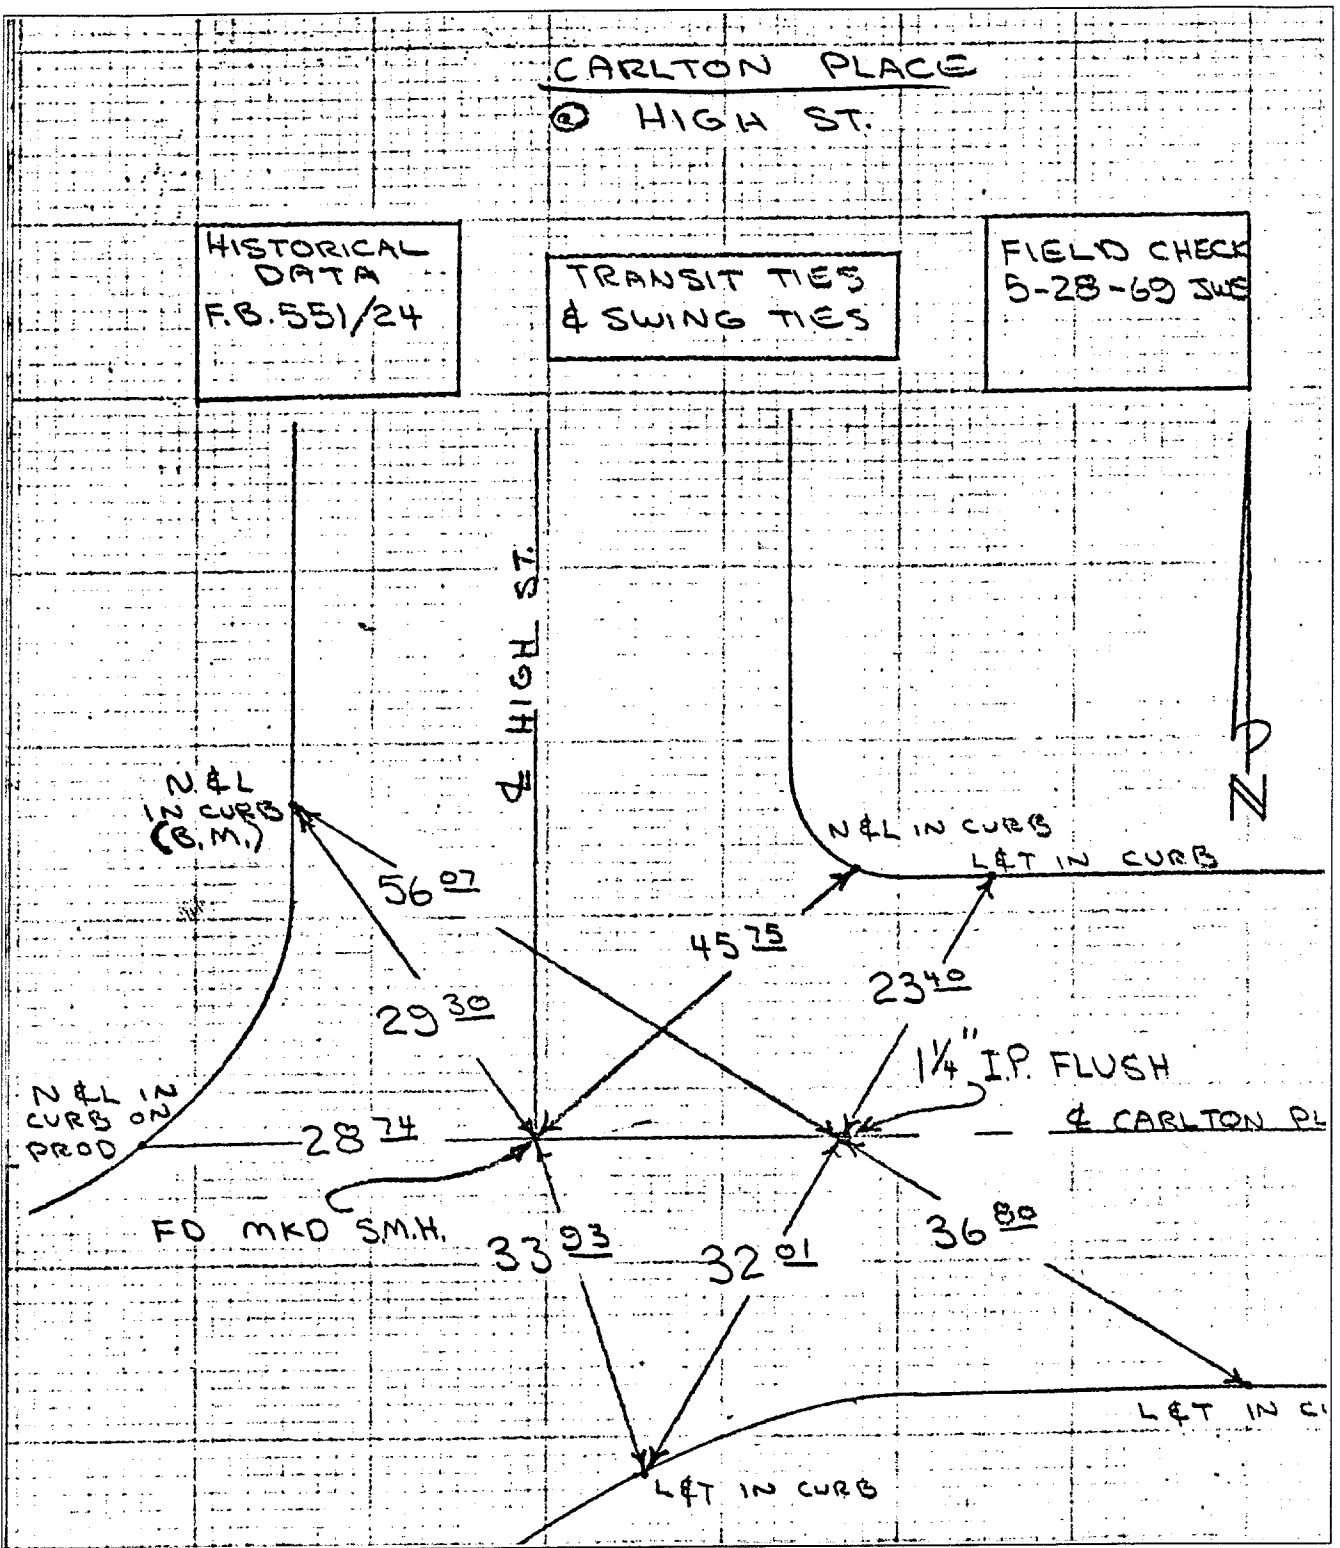 CARLTON PLACE
@ HIGH ST.
HISTORICAL
DATA
F.B. 551/24
TRANSIT TIES
& SWING TIES
FIELD CHECK
5-28-69
℄ HIGH ST.
N
N & L
IN CURB
(B.M.)
N & L IN CURB
L & T IN CURB
56 07
45 75
23 40
29 30
1¼" I.P. FLUSH
N & L IN
CURB ON
PROD
28 74
℄ CARLTON PL
FD MKD S.M.H.
33 93
32 01
36 80
L & T IN
L & T IN CURB